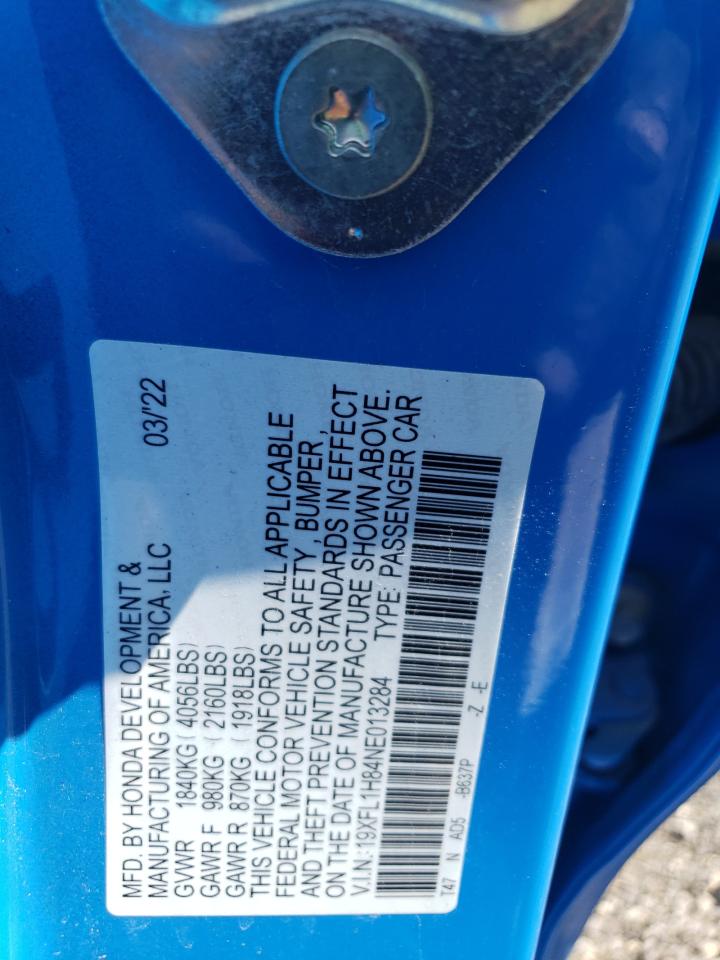 MFD. BY HONDA DEVELOPMENT & 03/'22
MANUFACTURING OF AMERICA, LLC
GVWR 1840KG ( 4056LBS)
GAWR F 980KG ( 2160LBS)
GAWR R 870KG ( 1918LBS)
THIS VEHICLE CONFORMS TO ALL APPLICABLE
FEDERAL MOTOR VEHICLE SAFETY , BUMPER ,
AND THEFT PREVENTION STANDARDS IN EFFECT
ON THE DATE OF MANUFACTURE SHOWN ABOVE.
V.I.N.: 19XFL1H84NE013284 TYPE: PASSENGER CAR
T47 N AD5 -B637P -Z -E